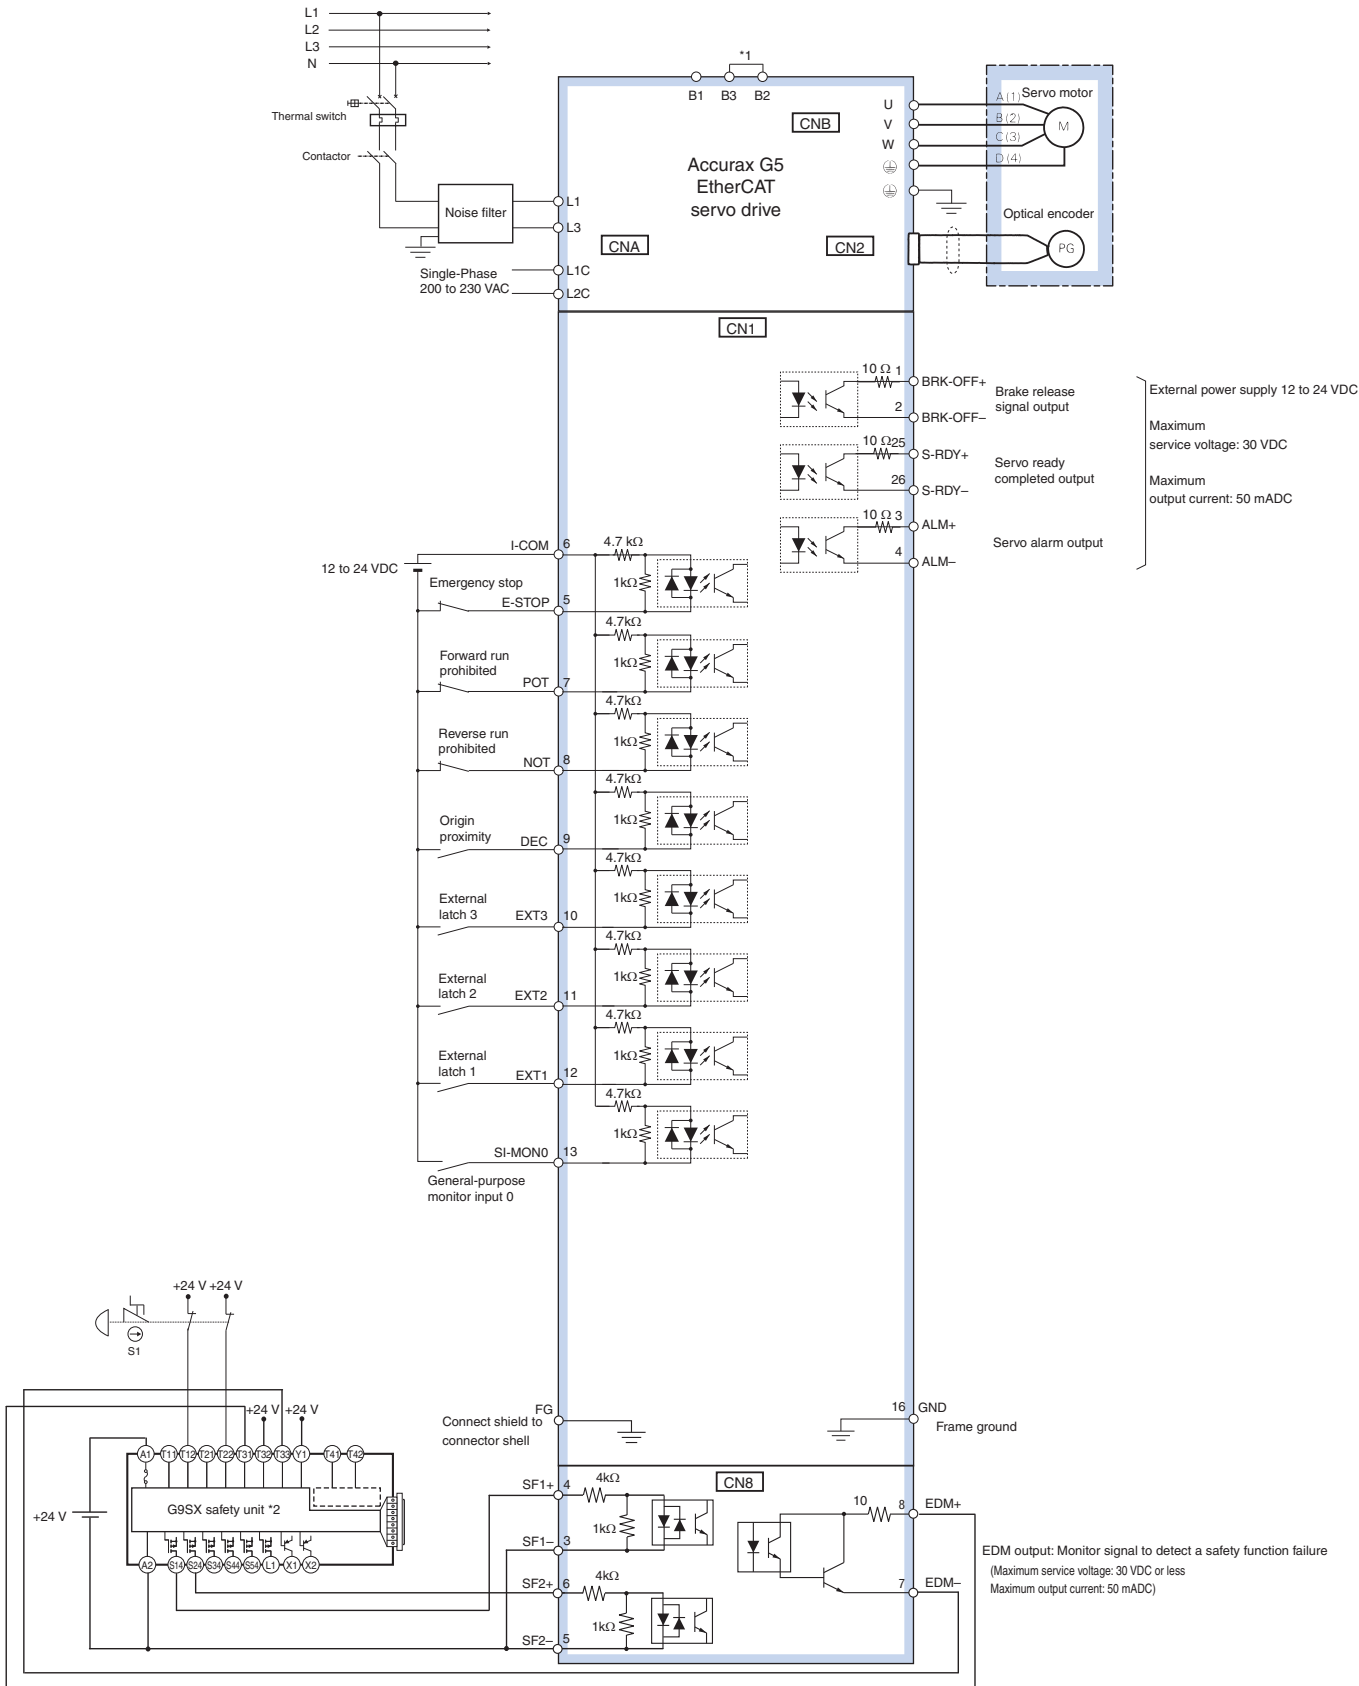 L1
L2
L3
N
Thermal switch
Contactor
Noise filter
Single-Phase
200 to 230 VAC
*1
B1 B3 B2
CNB
Accurax G5
EtherCAT
servo drive
CNA
CN2
L1
L3
L1C
L2C
U
V
W
A (1)
B (2)
C (3)
D (4)
Servo motor
M
Optical encoder
PG
CN1
10 Ω 1
BRK-OFF+
2
BRK-OFF–
Brake release
signal output
10 Ω 25
S-RDY+
26
S-RDY–
Servo ready
completed output
10 Ω 3
ALM+
4
ALM–
Servo alarm output
External power supply 12 to 24 VDC
Maximum
service voltage: 30 VDC
Maximum
output current: 50 mADC
12 to 24 VDC
I-COM 6
4.7 kΩ
1kΩ
Emergency stop
E-STOP 5
4.7kΩ
1kΩ
Forward run
prohibited
POT 7
4.7kΩ
1kΩ
Reverse run
prohibited
NOT 8
4.7kΩ
1kΩ
Origin
proximity
DEC 9
4.7kΩ
1kΩ
External
latch 3
EXT3 10
4.7kΩ
1kΩ
External
latch 2
EXT2 11
4.7kΩ
1kΩ
External
latch 1
EXT1 12
4.7kΩ
1kΩ
SI-MON0 13
General-purpose
monitor input 0
+24 V +24 V
S1
+24 V +24 V
A1 T11 T12 T21 T22 T31 T32 T33 Y1 T41 T42
G9SX safety unit *2
+24 V
A2 S14 S24 S34 S44 S54 L1 X1 X2
FG
Connect shield to
connector shell
16 GND
Frame ground
CN8
SF1+ 4
4kΩ
1kΩ
SF1– 3
SF2+ 6
4kΩ
1kΩ
SF2– 5
10
8 EDM+
7 EDM–
EDM output: Monitor signal to detect a safety function failure
(Maximum service voltage: 30 VDC or less
Maximum output current: 50 mADC)